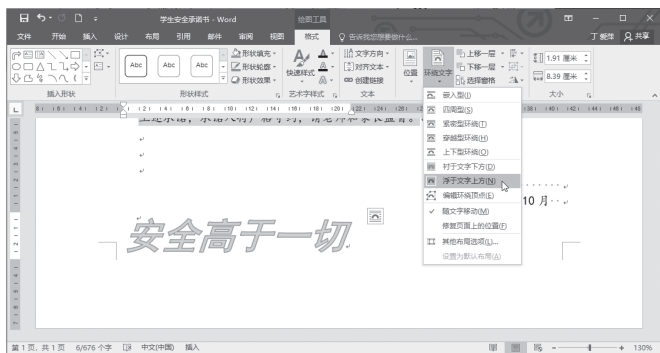 学生安全承诺书 - Word
绘图工具
文件 开始 插入 设计 布局 引用 邮件 审阅 视图 格式 告诉我您想要做什么... 丁爱萍 共享
Abc Abc Abc
形状填充
形状轮廓
形状效果
快速样式
文字方向
对齐文本
创建链接
位置 环绕文字
上移一层
下移一层
选择窗格
1.91 厘米
8.39 厘米
插入形状 形状样式 艺术字样式 文本 大小
嵌入型(I)
四周型(S)
紧密型环绕(T)
穿越型环绕(H)
上下型环绕(O)
衬于文字下方(D)
浮于文字上方(N)
编辑环绕顶点(E)
随文字移动(M)
修复页面上的位置(F)
其他布局选项(L)...
设置为默认布局(A)
10 月
安全高于一切
第 1 页，共 1 页 6/676 个字 中文(中国) 插入 130%